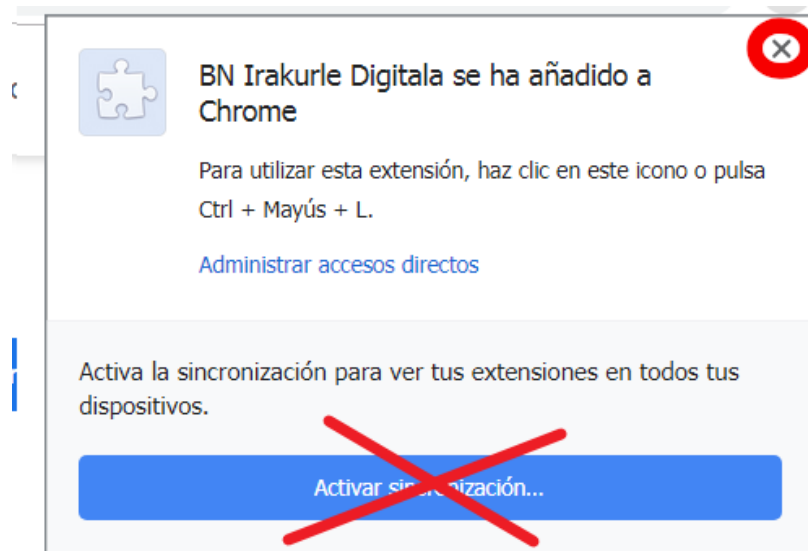 BN Irakurle Digitala se ha añadido a
Chrome
Para utilizar esta extensión, haz clic en este icono o pulsa
Ctrl + Mayús + L.
Administrar accesos directos
Activa la sincronización para ver tus extensiones en todos tus
dispositivos.
Activar sincronización...